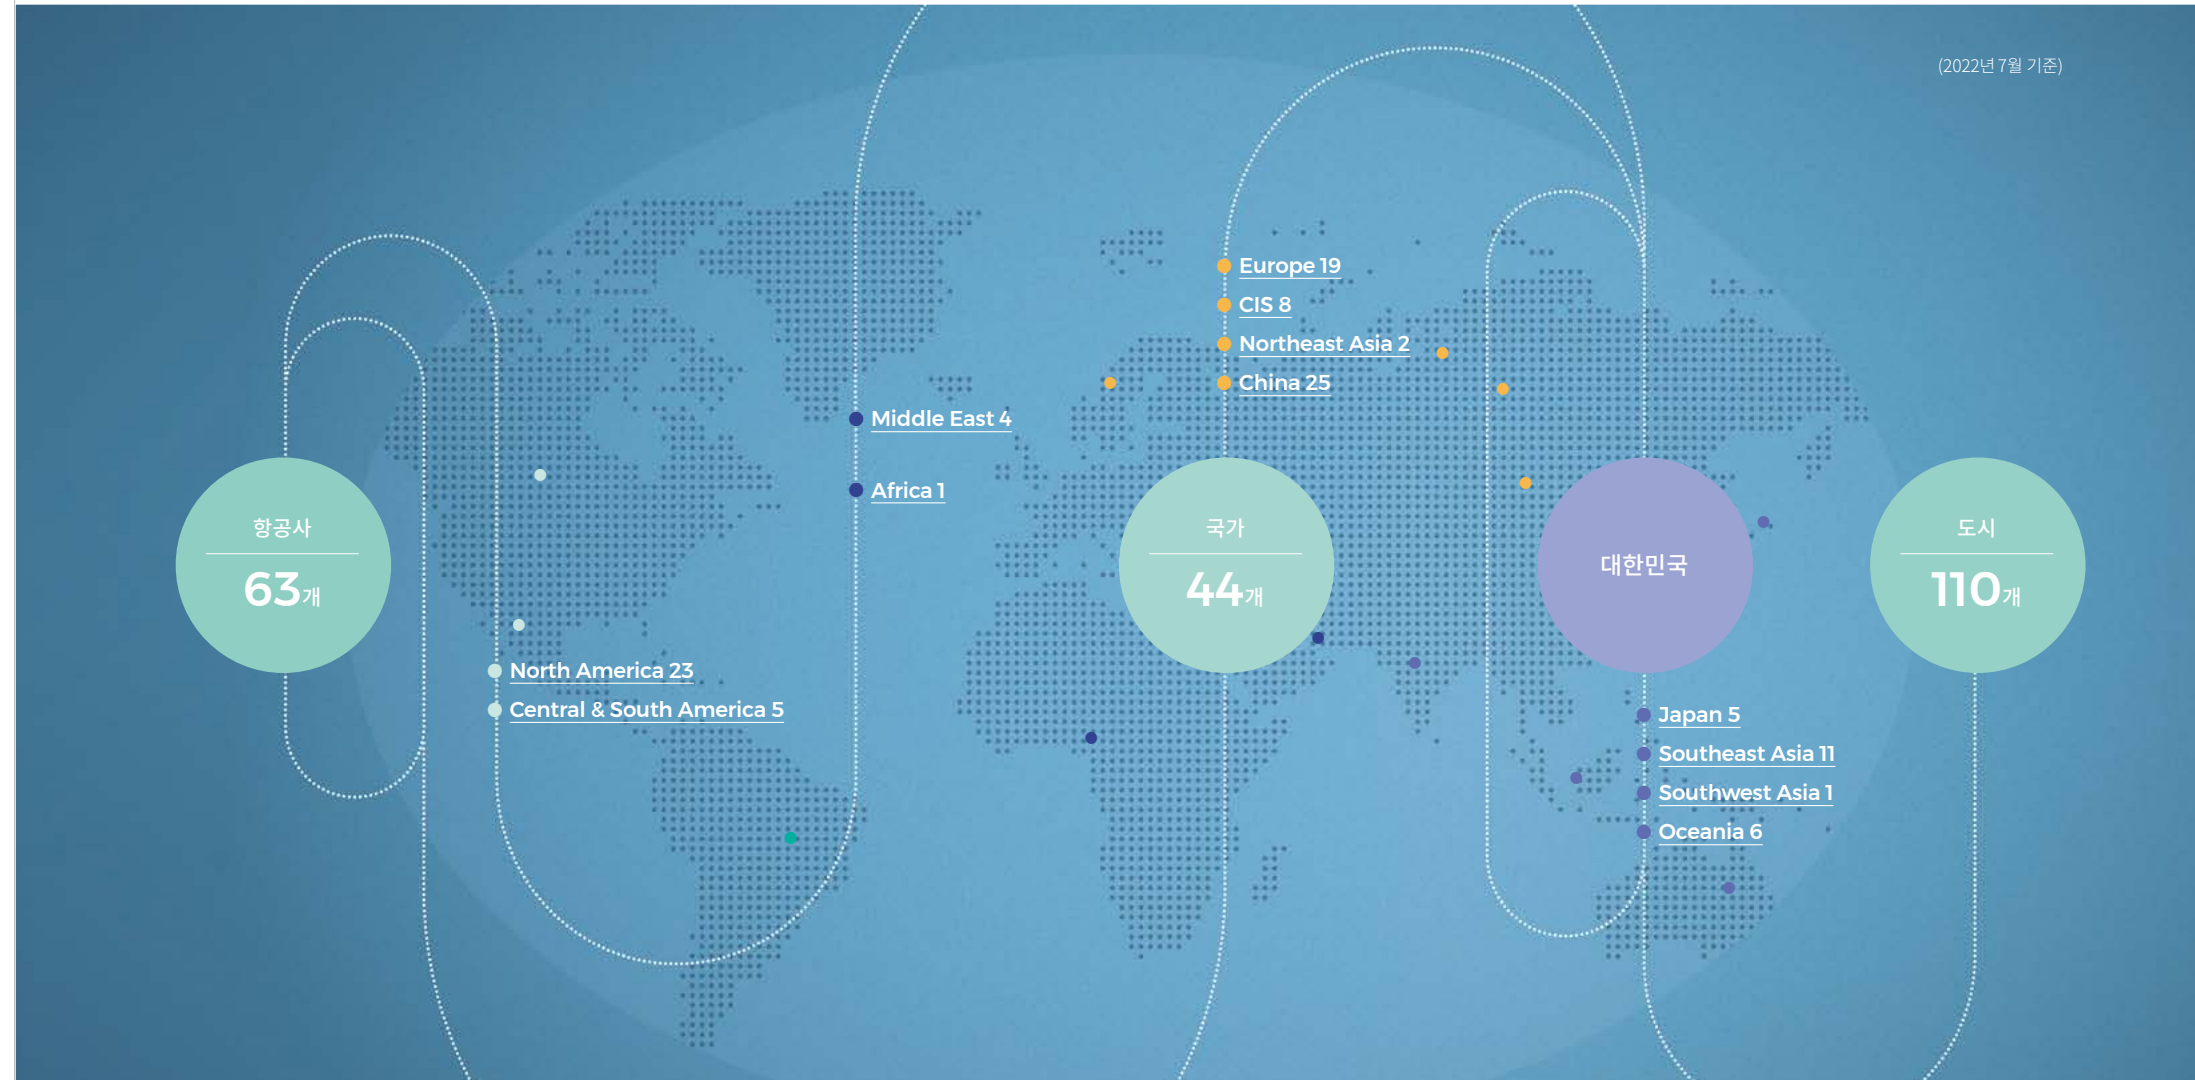 (2022년 7월 기준)
Europe 19
CIS 8
Northeast Asia 2
China 25
Middle East 4
Africa 1
항공사
63개
국가
44개
대한민국
도시
110개
North America 23
Central & South America 5
Japan 5
Southeast Asia 11
Southwest Asia 1
Oceania 6